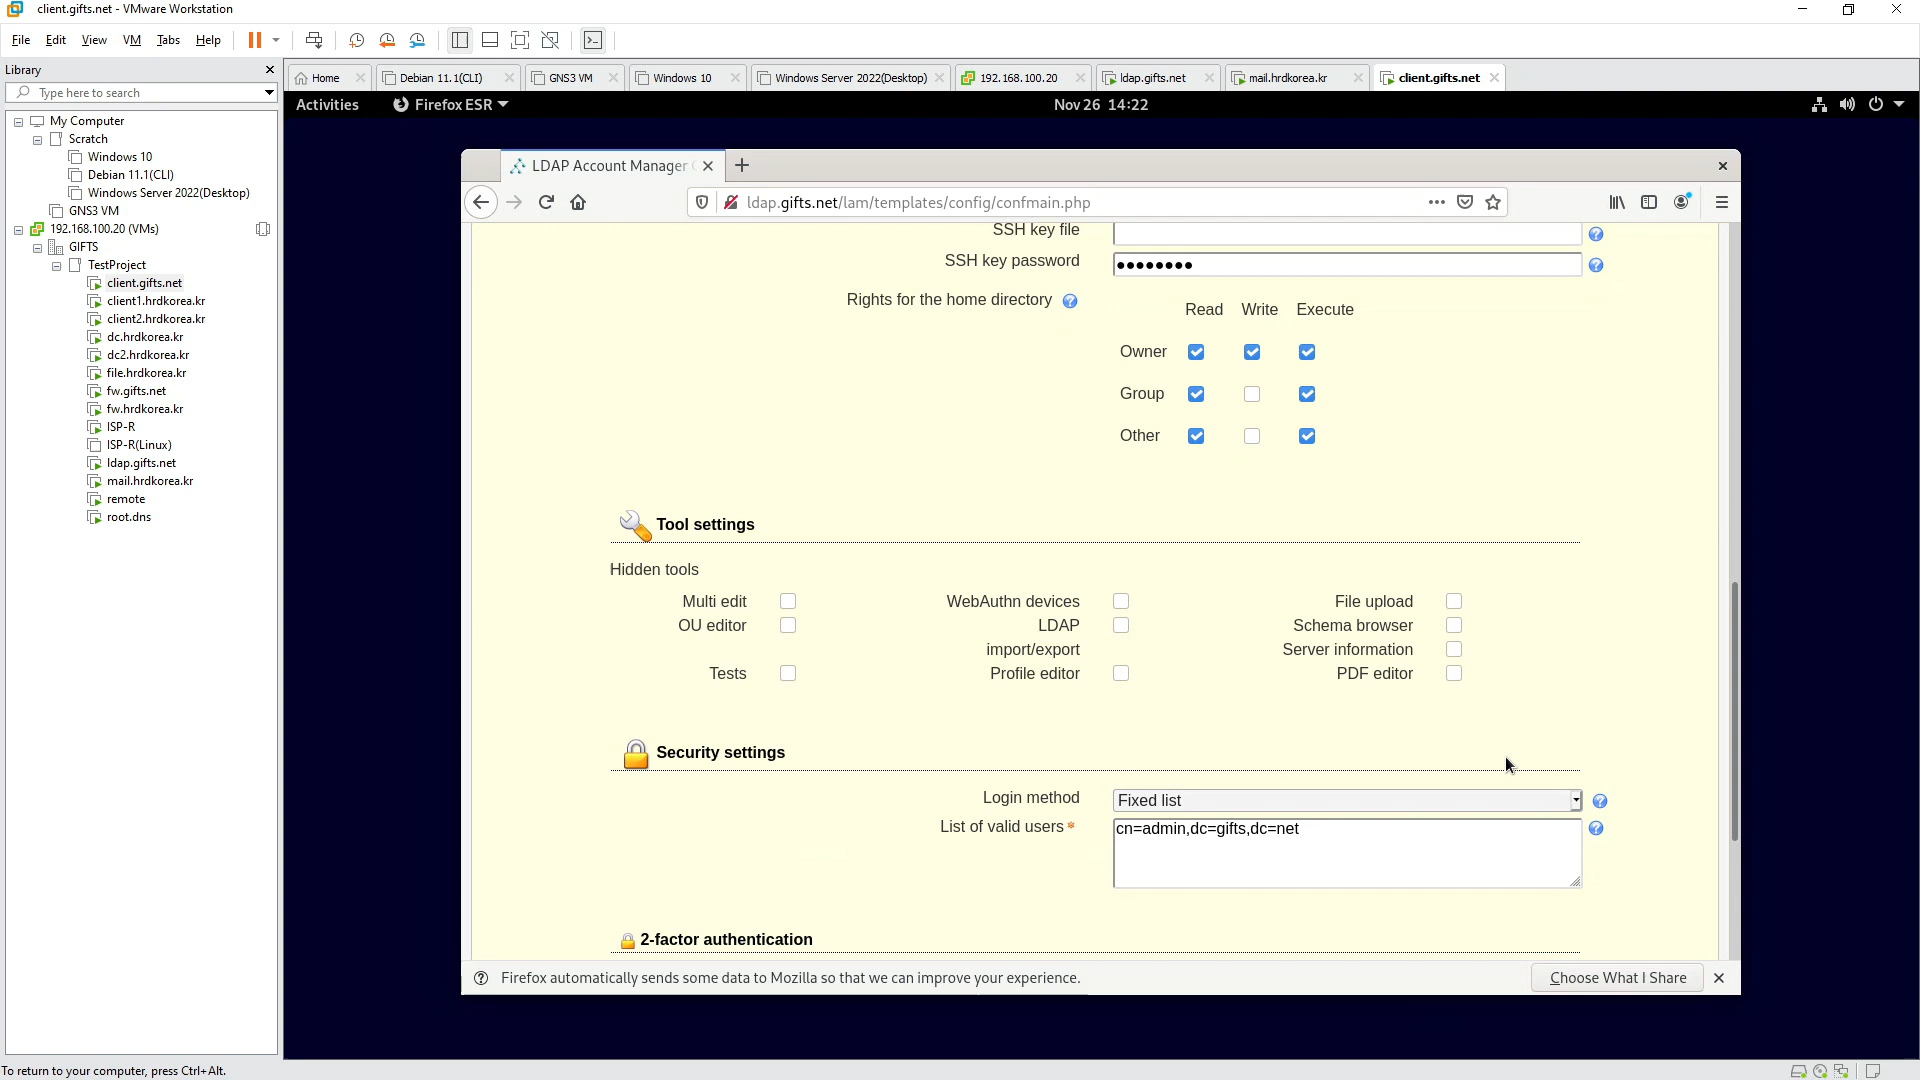 client.gifts.net - VMware Workstation
File Edit View VM Tabs Help
Library
Type here to search
My Computer
Scratch
Windows 10
Debian 11.1(CLI)
Windows Server 2022(Desktop)
GNS3 VM
192.168.100.20 (VMs)
GIFTS
TestProject
client.gifts.net
client1.hrdkorea.kr
client2.hrdkorea.kr
dc.hrdkorea.kr
dc2.hrdkorea.kr
file.hrdkorea.kr
fw.gifts.net
fw.hrdkorea.kr
ISP-R
ISP-R(Linux)
ldap.gifts.net
mail.hrdkorea.kr
remote
root.dns
Home Debian 11.1(CLI) GNS3 VM Windows 10 Windows Server 2022(Desktop) 192.168.100.20 ldap.gifts.net mail.hrdkorea.kr client.gifts.net
Activities Firefox ESR Nov 26 14:22
LDAP Account Manager
ldap.gifts.net/lam/templates/config/confmain.php
SSH key file
SSH key password ●●●●●●●●
Rights for the home directory
Read Write Execute
Owner
Group
Other
Tool settings
Hidden tools
Multi edit WebAuthn devices File upload
OU editor LDAP Schema browser
import/export Server information
Tests Profile editor PDF editor
Security settings
Login method Fixed list
List of valid users* cn=admin,dc=gifts,dc=net
2-factor authentication
Firefox automatically sends some data to Mozilla so that we can improve your experience. Choose What I Share
To return to your computer, press Ctrl+Alt.